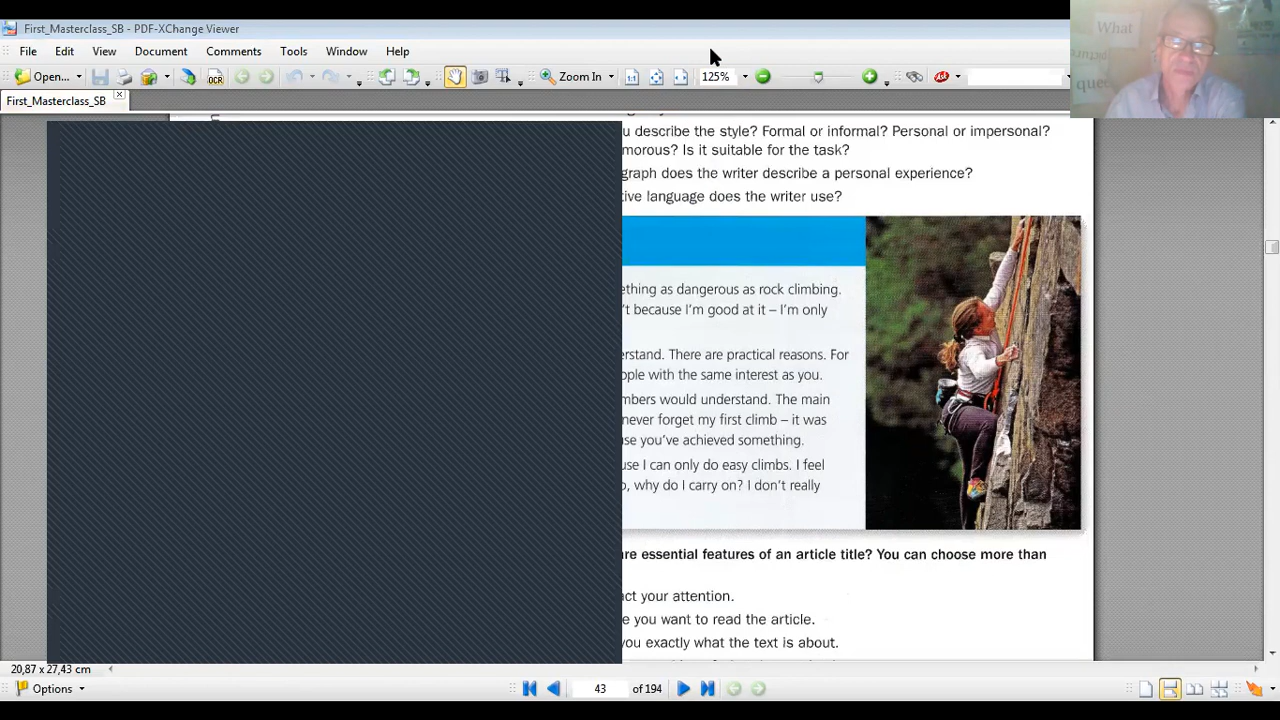 First_Masterclass_SB - PDF-XChange Viewer
What
File Edit View Document Comments Tools Window Help
Open... OCR Zoom In 125%
First_Masterclass_SB
u describe the style? Formal or informal? Personal or impersonal?
morous? Is it suitable for the task?
graph does the writer describe a personal experience?
tive language does the writer use?
ething as dangerous as rock climbing.
't because I'm good at it – I'm only
erstand. There are practical reasons. For
ople with the same interest as you.
mbers would understand. The main
never forget my first climb – it was
use you've achieved something.
use I can only do easy climbs. I feel
o, why do I carry on? I don't really
are essential features of an article title? You can choose more than
act your attention.
e you want to read the article.
you exactly what the text is about.
20,87 x 27,43 cm
Options 43 of 194